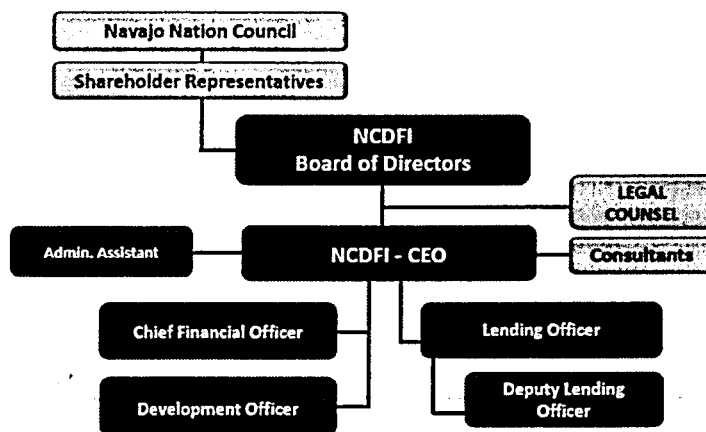 Navajo Nation Council
Shareholder Representatives
NCDFI
Board of Directors
LEGAL
COUNSEL
Admin. Assistant
NCDFI - CEO
Consultants
Chief Financial Officer
Lending Officer
Development Officer
Deputy Lending
Officer